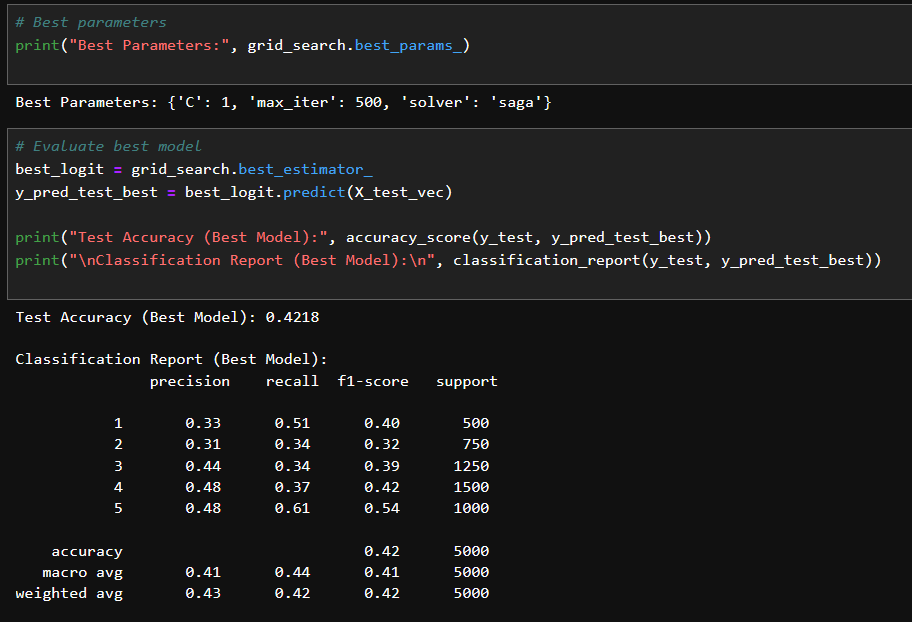 # Best parameters
print("Best Parameters:", grid_search.best_params_)
Best Parameters: {'C': 1, 'max_iter': 500, 'solver': 'saga'}
# Evaluate best model
best_logit = grid_search.best_estimator_
y_pred_test_best = best_logit.predict(X_test_vec)
print("Test Accuracy (Best Model):", accuracy_score(y_test, y_pred_test_best))
print("\nClassification Report (Best Model):\n", classification_report(y_test, y_pred_test_best))
Test Accuracy (Best Model): 0.4218
Classification Report (Best Model):
precision recall f1-score support
1 0.33 0.51 0.40 500
2 0.31 0.34 0.32 750
3 0.44 0.34 0.39 1250
4 0.48 0.37 0.42 1500
5 0.48 0.61 0.54 1000
accuracy 0.42 5000
macro avg 0.41 0.44 0.41 5000
weighted avg 0.43 0.42 0.42 5000